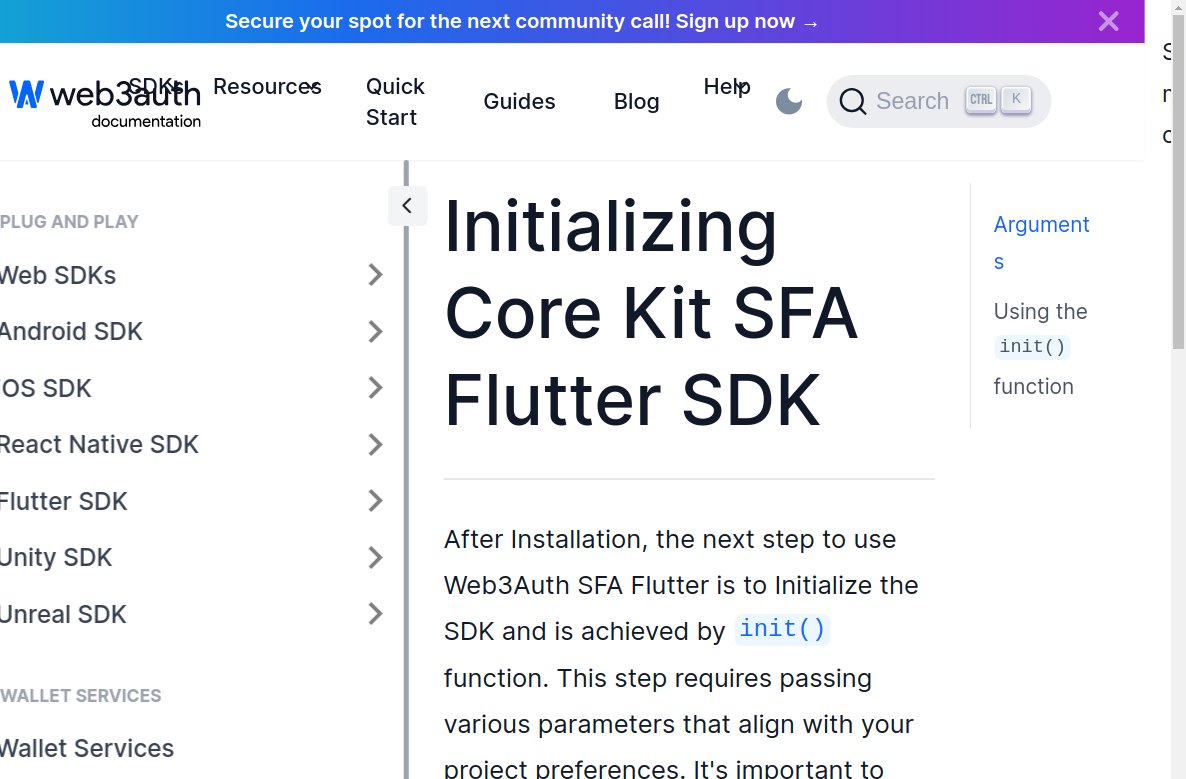 Secure your spot for the next community call! Sign up now →
web3auth
documentation
SDKs
Resources
Quick
Start
Guides
Blog
Help
Search
CTRL
K
PLUG AND PLAY
Web SDKs
Android SDK
iOS SDK
React Native SDK
Flutter SDK
Unity SDK
Unreal SDK
WALLET SERVICES
Wallet Services
Initializing
Core Kit SFA
Flutter SDK
After Installation, the next step to use
Web3Auth SFA Flutter is to Initialize the
SDK and is achieved by init()
function. This step requires passing
various parameters that align with your
project preferences. It's important to
Argument
s
Using the
init()
function